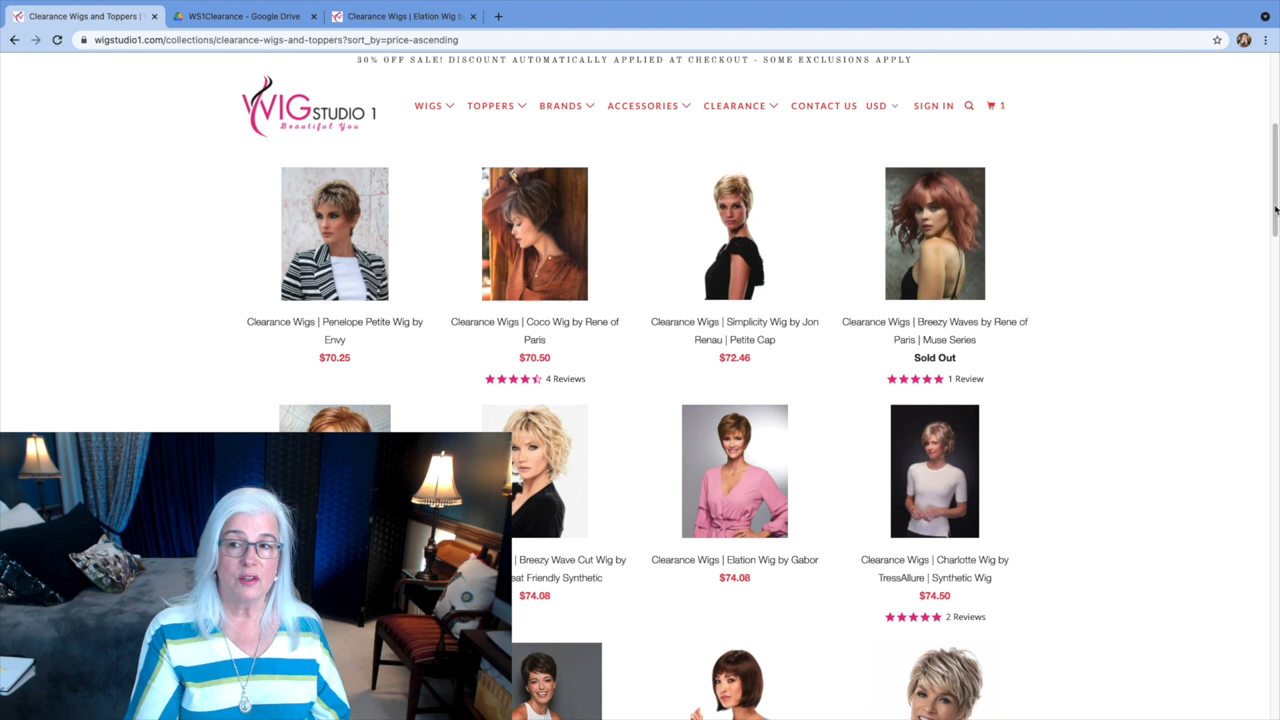 Clearance Wigs and Toppers |
WS1Clearance - Google Drive
Clearance Wigs | Elation Wig by
wigstudio1.com/collections/clearance-wigs-and-toppers?sort_by=price-ascending
30% OFF SALE! DISCOUNT AUTOMATICALLY APPLIED AT CHECKOUT - SOME EXCLUSIONS APPLY
WIG STUDIO 1
Beautiful You
WIGS TOPPERS BRANDS ACCESSORIES CLEARANCE CONTACT US USD SIGN IN 1
Clearance Wigs | Penelope Petite Wig by
Envy
$70.25
Clearance Wigs | Coco Wig by Rene of
Paris
$70.50
4 Reviews
Clearance Wigs | Simplicity Wig by Jon
Renau | Petite Cap
$72.46
Clearance Wigs | Breezy Waves by Rene of
Paris | Muse Series
Sold Out
1 Review
| Breezy Wave Cut Wig by
eat Friendly Synthetic
$74.08
Clearance Wigs | Elation Wig by Gabor
$74.08
Clearance Wigs | Charlotte Wig by
TressAllure | Synthetic Wig
$74.50
2 Reviews